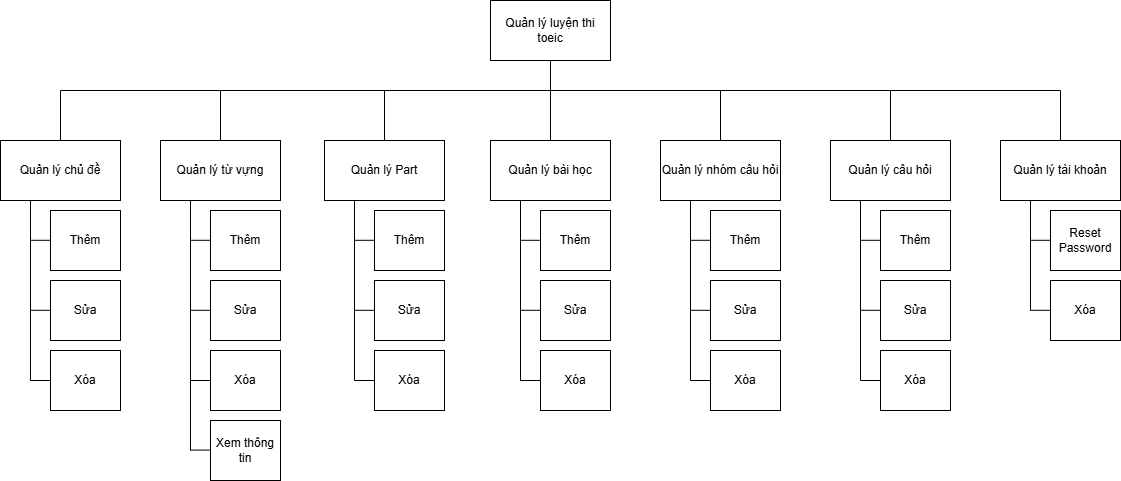 Quản lý luyện thi
toeic
Quản lý chủ đề
Quản lý từ vựng
Quản lý Part
Quản lý bài học
Quản lý nhóm câu hỏi
Quản lý câu hỏi
Quản lý tài khoản
Thêm
Thêm
Thêm
Thêm
Thêm
Thêm
Reset
Password
Sửa
Sửa
Sửa
Sửa
Sửa
Sửa
Xóa
Xóa
Xóa
Xóa
Xóa
Xóa
Xóa
Xem thông
tin